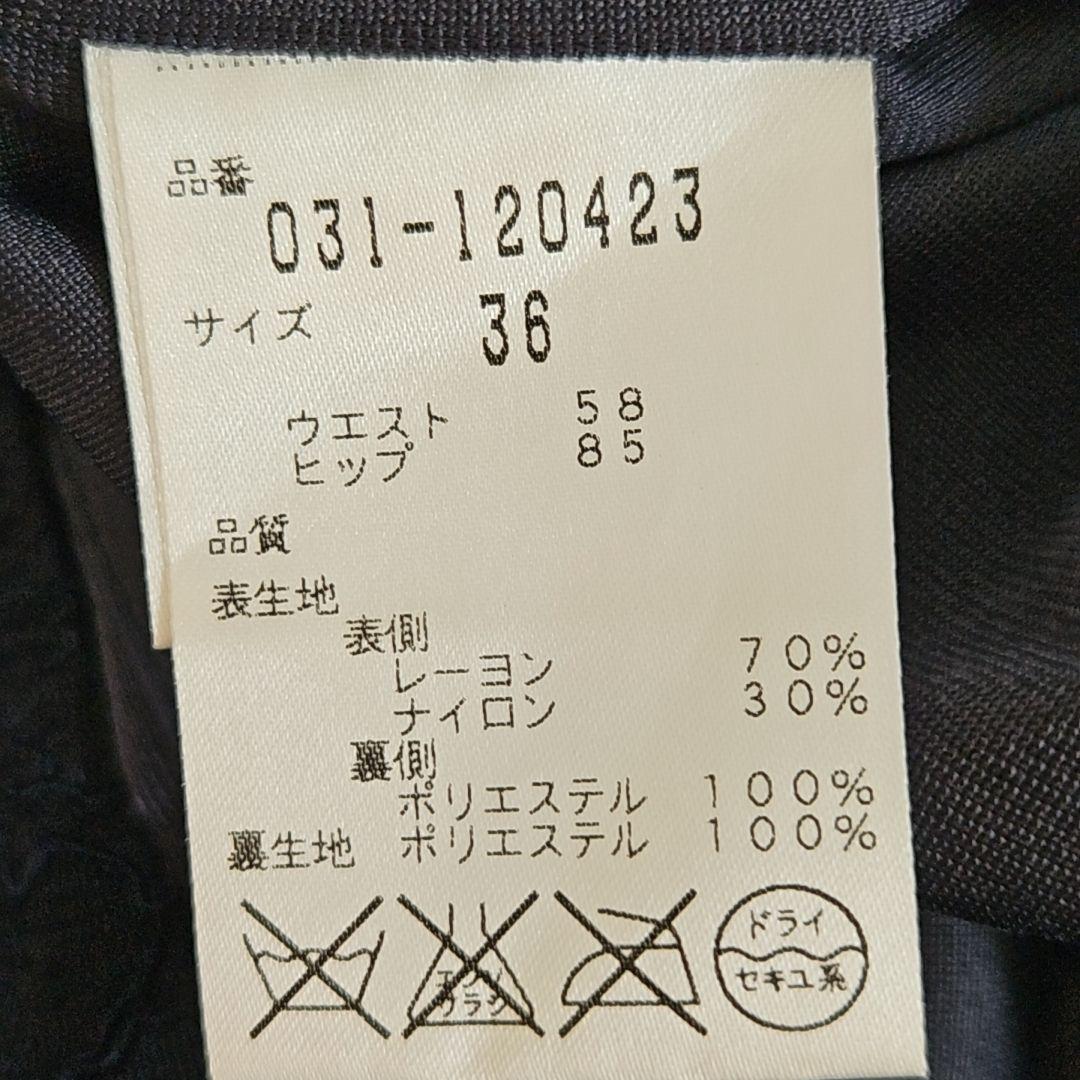 品番
031-120423
サイズ 36
ウエスト 58
ヒップ 85
品質
表生地
表側
レーヨン 70%
ナイロン 30%
裏側
ポリエステル 100%
裏生地 ポリエステル 100%
エンソ
サラシ
ドライ
セキユ系